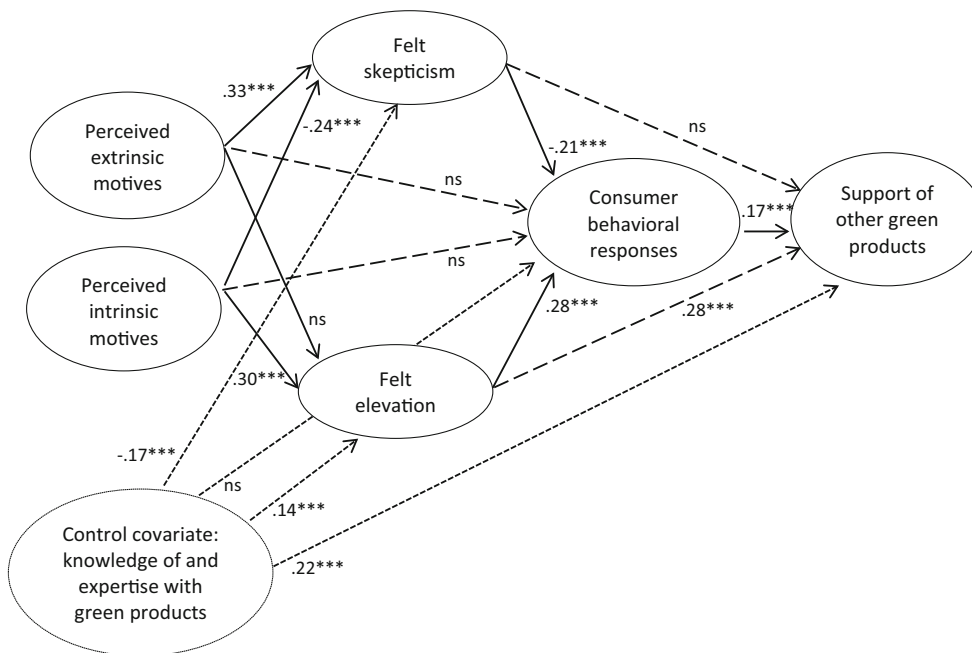 Felt
skepticism
.33***
-.24***
ns
Perceived
extrinsic
motives
-.21***
ns
Consumer
behavioral
responses
.17***
Support of
other green
products
ns
Perceived
intrinsic
motives
ns
.28***
.28***
.30***
Felt
elevation
-.17***
ns
.14***
.22***
Control covariate:
knowledge of and
expertise with
green products